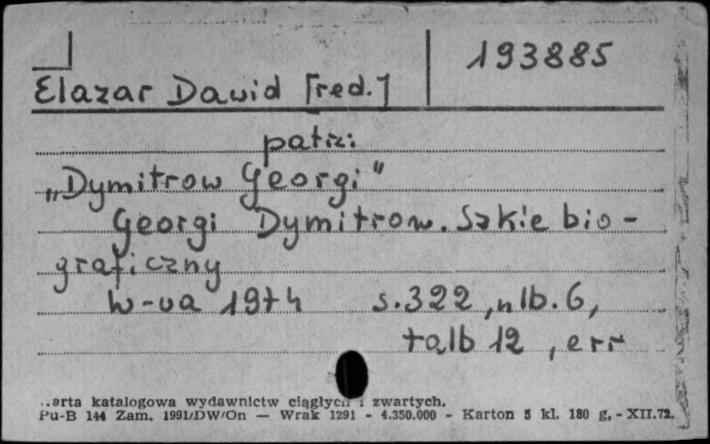 193885
Elazar Dawid [red.]
patrz:
„Dymitrow Georgi"
Georgi Dymitrow. Szkic bio-
graficzny
W-wa 1974 s.322, nlb. 6,
talb 12, err
karta katalogowa wydawnictw ciągłych i zwartych.
Pu-B 144 Zam. 1991/DW/On — Wrak 1291 - 4.350.000 - Karton 5 kl. 180 g. - XII.72.